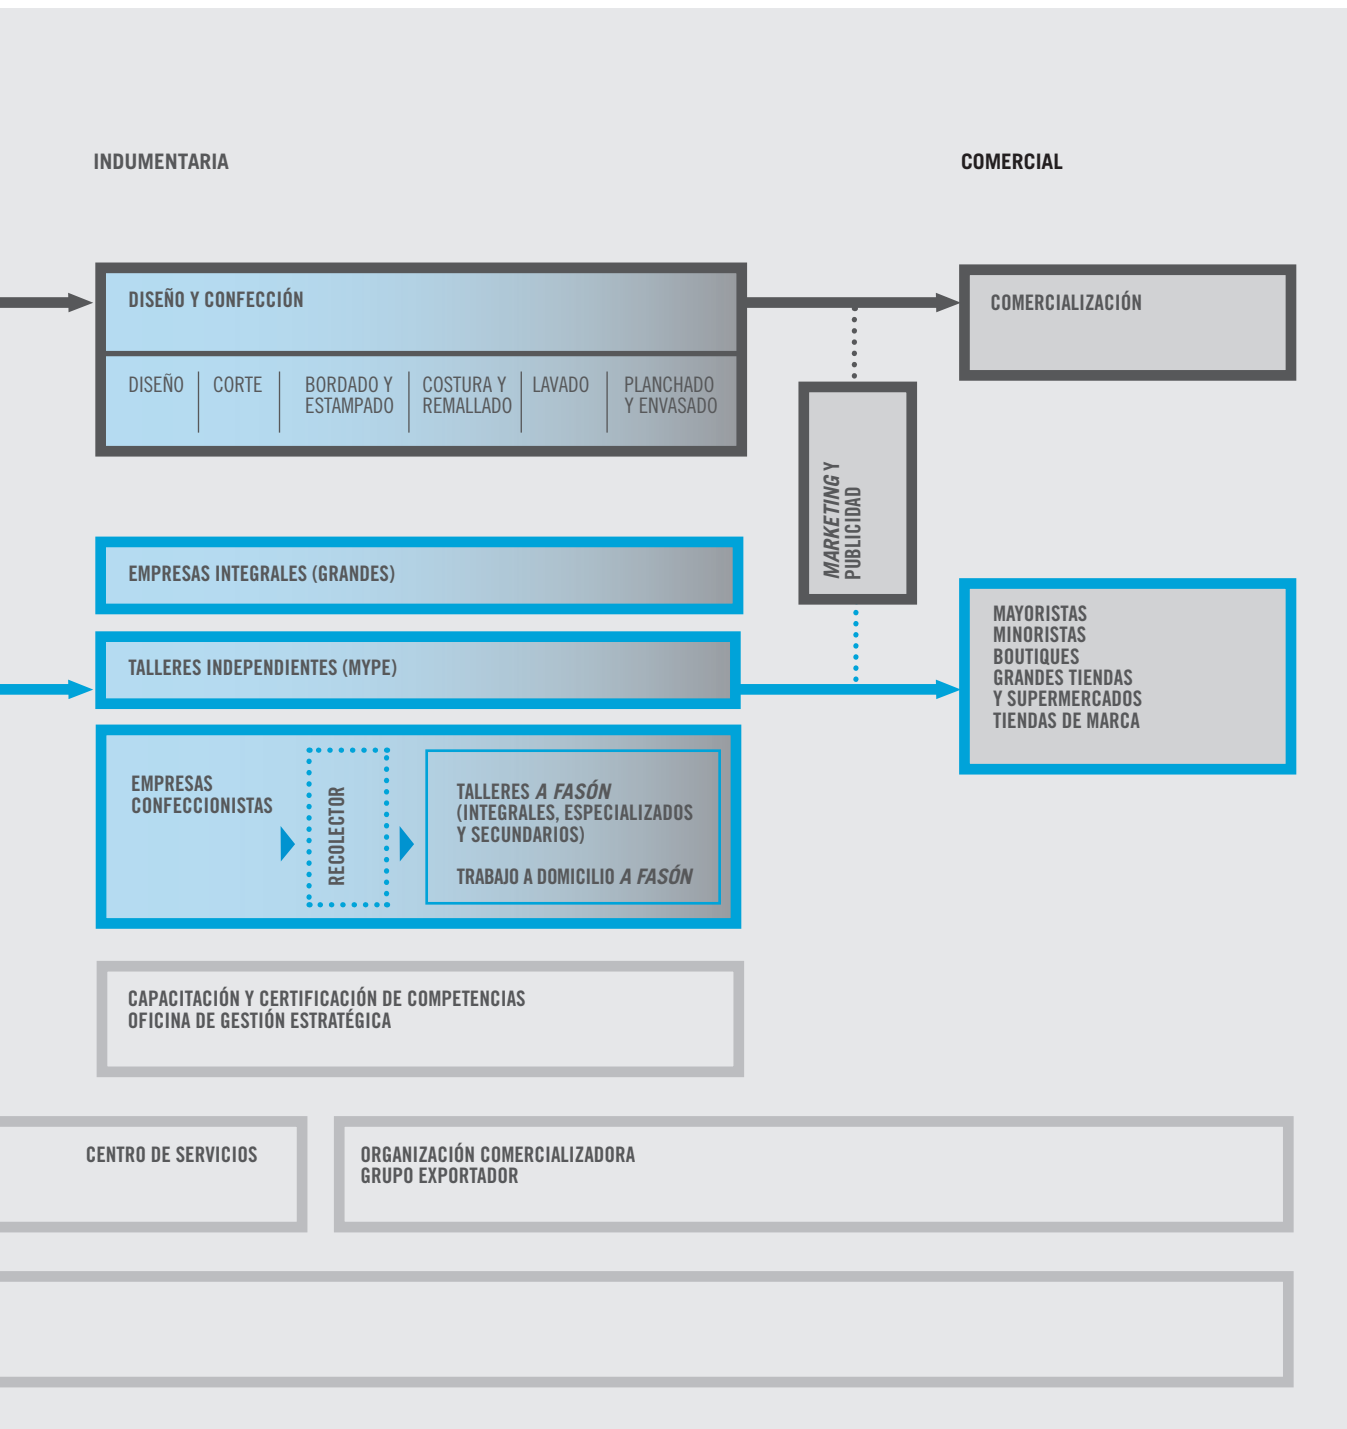 INDUMENTARIA
COMERCIAL
DISEÑO Y CONFECCIÓN
DISEÑO
CORTE
BORDADO Y
ESTAMPADO
COSTURA Y
REMALLADO
LAVADO
PLANCHADO
Y ENVASADO
COMERCIALIZACIÓN
MARKETING Y
PUBLICIDAD
EMPRESAS INTEGRALES (GRANDES)
TALLERES INDEPENDIENTES (MYPE)
MAYORISTAS
MINORISTAS
BOUTIQUES
GRANDES TIENDAS
Y SUPERMERCADOS
TIENDAS DE MARCA
EMPRESAS
CONFECCIONISTAS
RECOLECTOR
TALLERES A FASÓN
(INTEGRALES, ESPECIALIZADOS
Y SECUNDARIOS)
TRABAJO A DOMICILIO A FASÓN
CAPACITACIÓN Y CERTIFICACIÓN DE COMPETENCIAS
OFICINA DE GESTIÓN ESTRATÉGICA
CENTRO DE SERVICIOS
ORGANIZACIÓN COMERCIALIZADORA
GRUPO EXPORTADOR